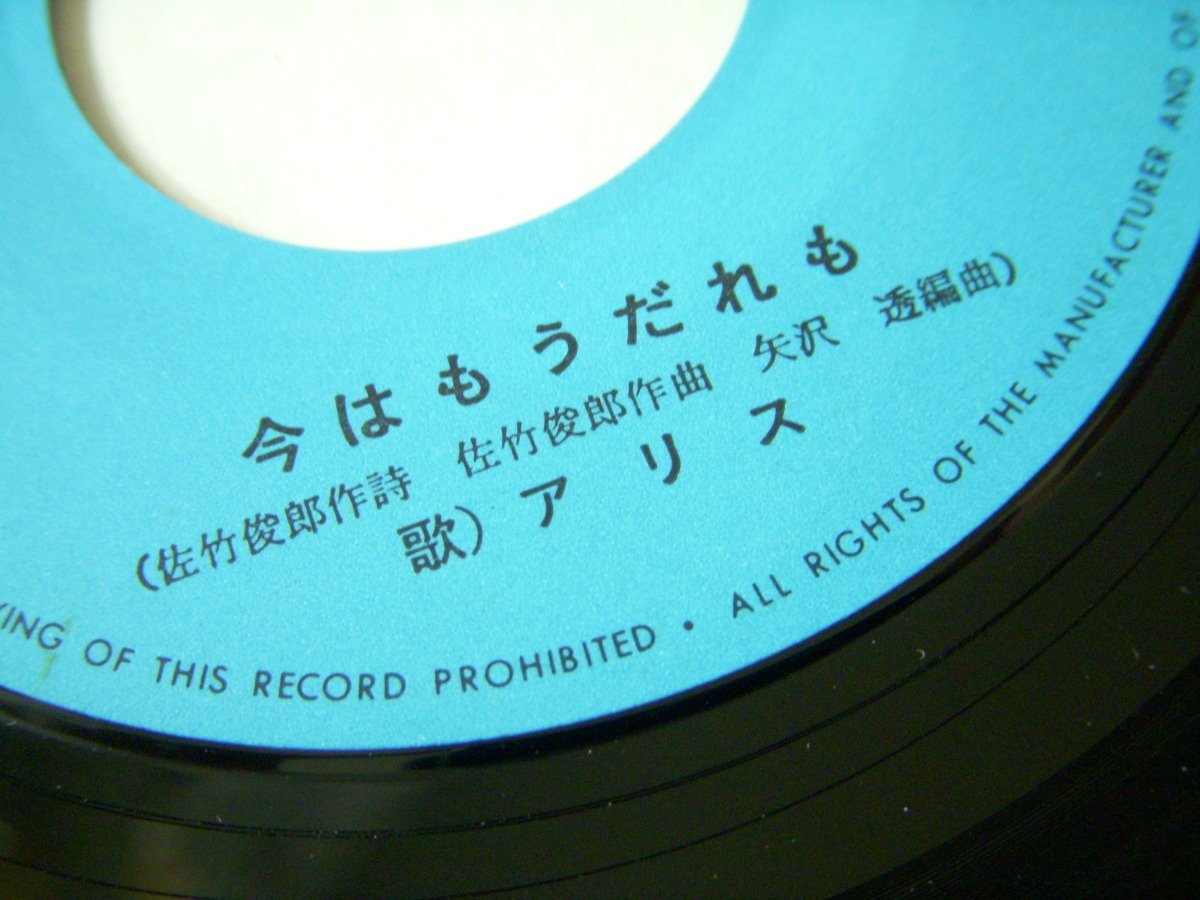 今はもうだれも
(佐竹俊郎作詩 佐竹俊郎作曲 矢沢 透編曲)
歌)アリス
OF THIS RECORD PROHIBITED • ALL RIGHTS OF THE MANUFACTURER AND OF